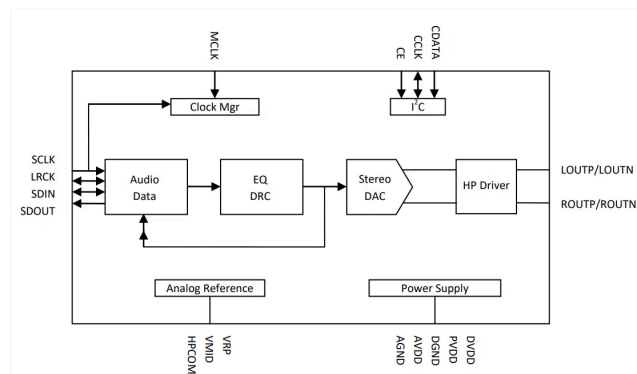 MCLK
CE
CCLK
CDATA
Clock Mgr
I²C
SCLK
LRCK
SDIN
SDOUT
Audio
Data
EQ
DRC
Stereo
DAC
HP Driver
LOUTP/LOUTN
ROUTP/ROUTN
Analog Reference
Power Supply
HPCOM
VMID
VRP
AGND
AVDD
DGND
PVDD
DVDD